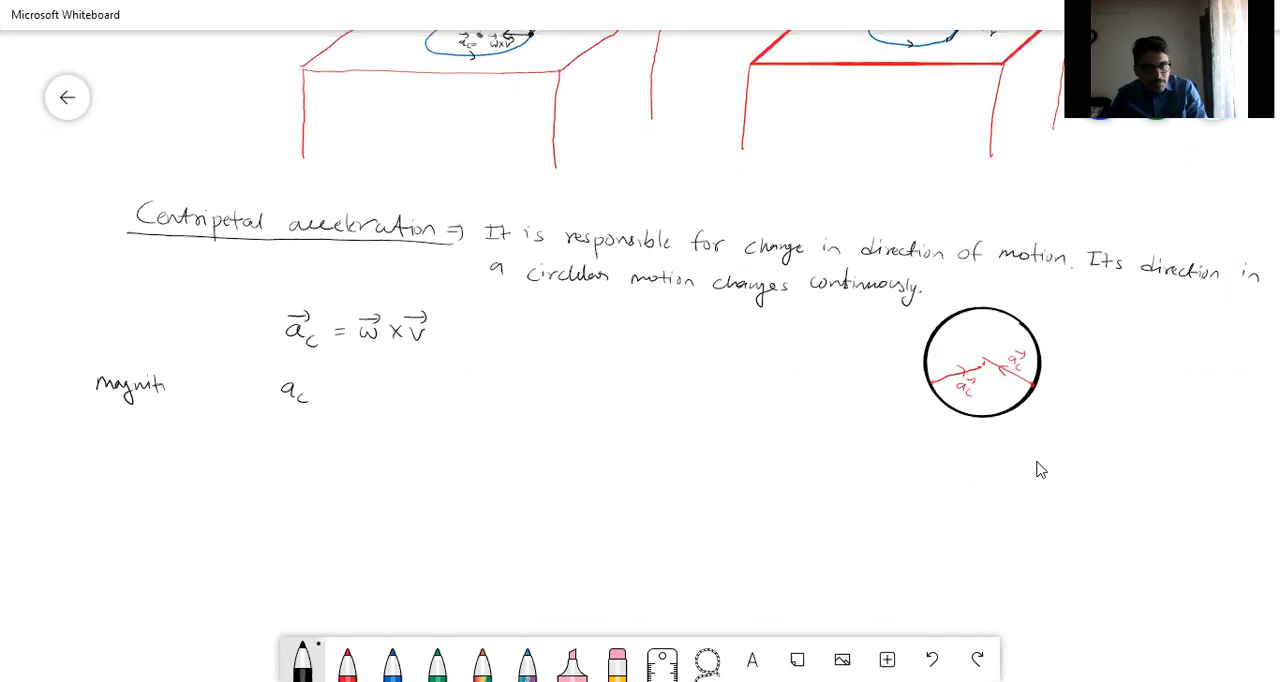 Microsoft Whiteboard
a⃗c = ω⃗×v⃗
Centripetal acceleration ⇒ It is responsible for change in direction of motion. Its direction in
a circular motion changes continuously.
a⃗c = ω⃗ × v⃗
a⃗c
a⃗c
Magniti
ac
A